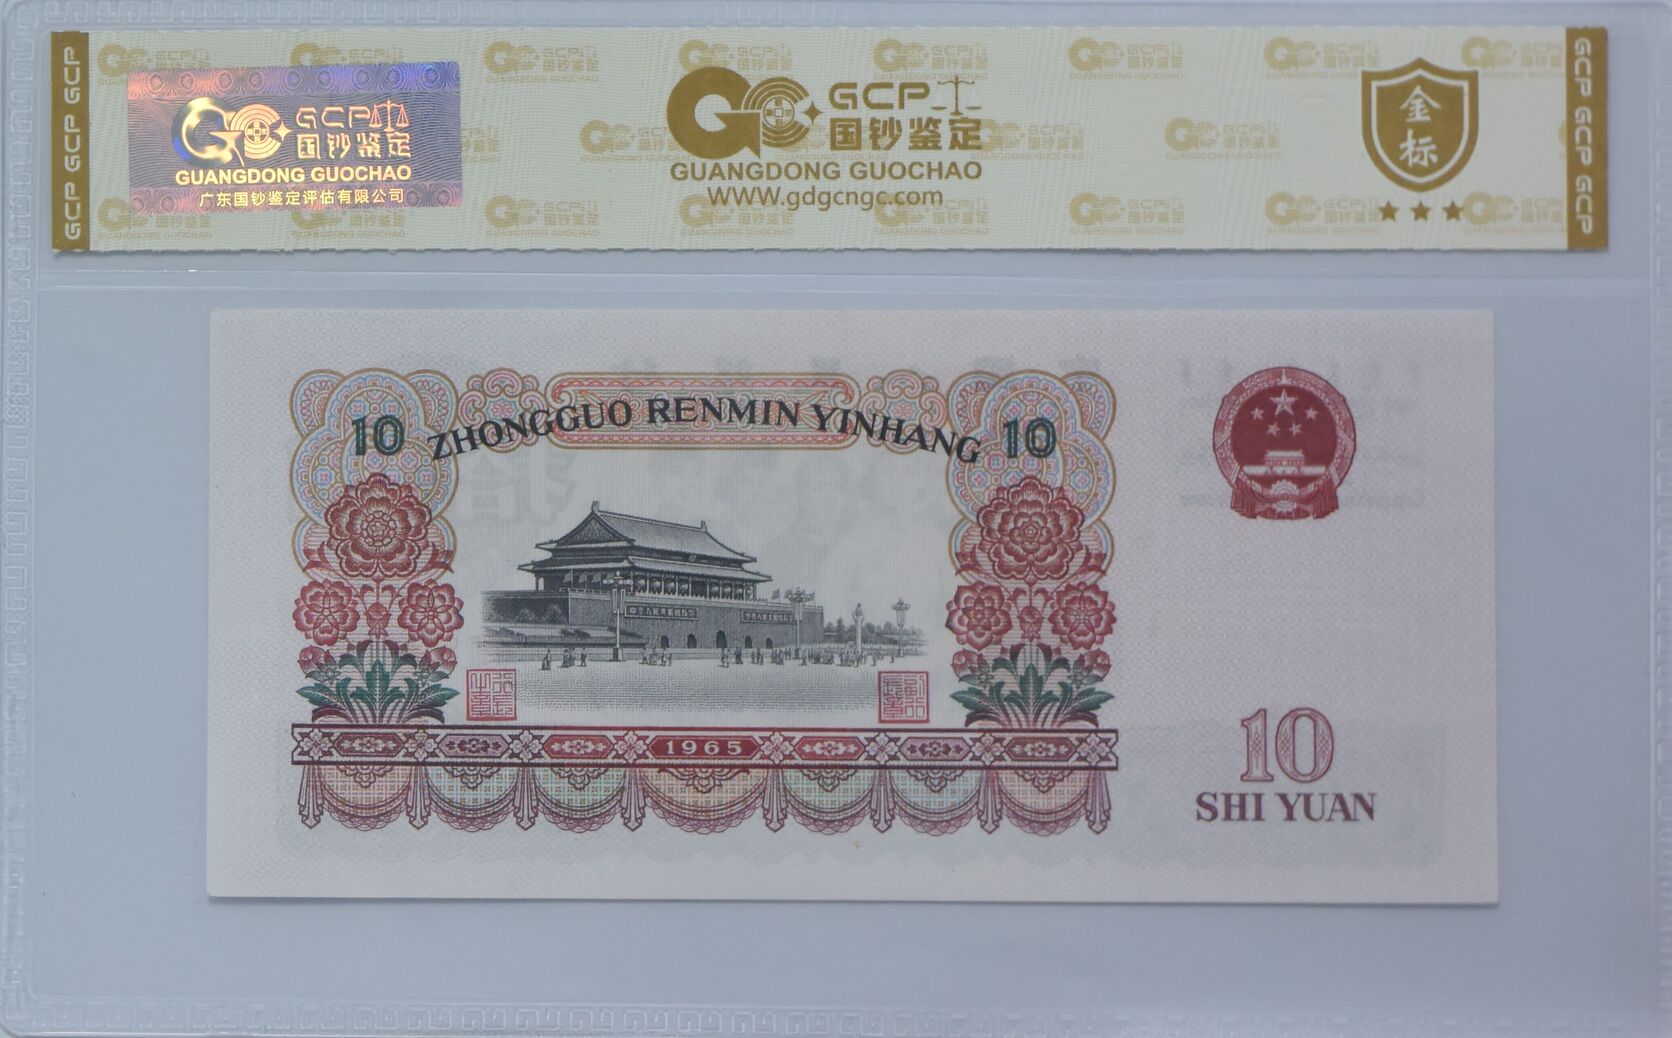 GCP GCP GCP
GCP
国钞鉴定
GUANGDONG GUOCHAO
广东国钞鉴定评估有限公司
GCP
国钞鉴定
GUANGDONG GUOCHAO
www.gdgcngc.com
金标
GCP GCP GCP
10 ZHONGGUO RENMIN YINHANG 10
1965
10
SHI YUAN